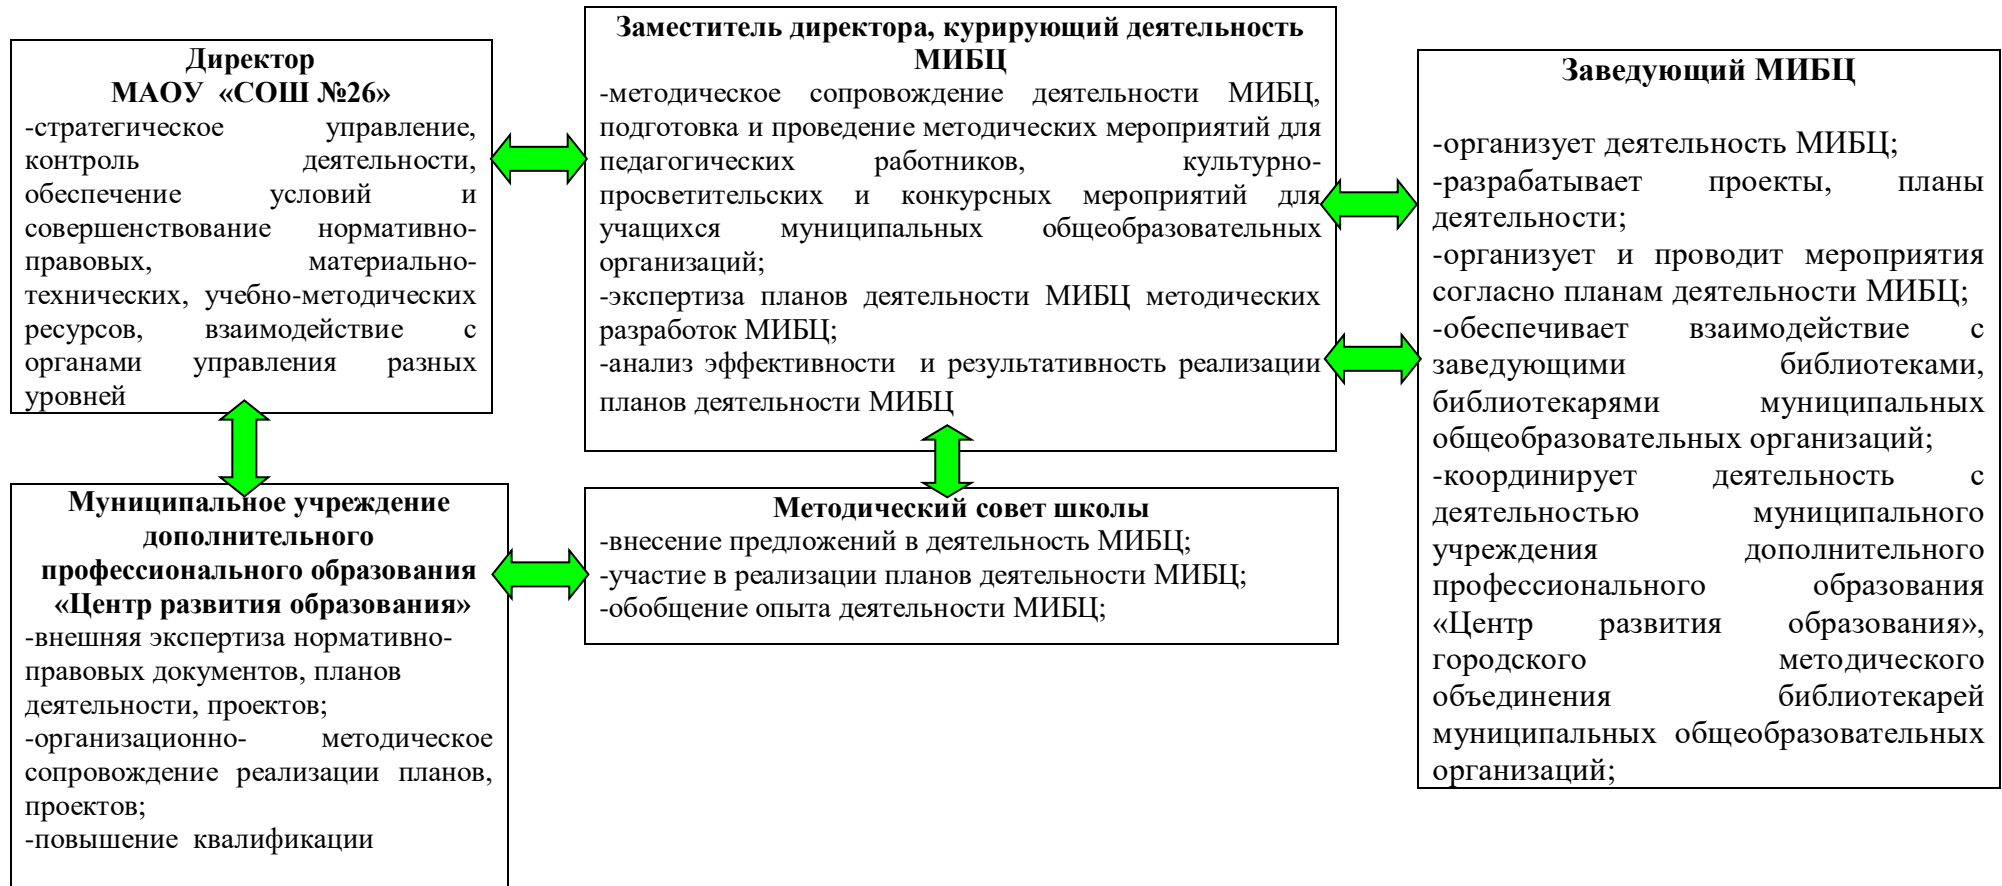 Директор
МАОУ «СОШ №26»
-стратегическое управление,
контроль деятельности,
обеспечение условий и
совершенствование нормативно-
правовых, материально-
технических, учебно-методических
ресурсов, взаимодействие с
органами управления разных
уровней
Заместитель директора, курирующий деятельность
МИБЦ
-методическое сопровождение деятельности МИБЦ,
подготовка и проведение методических мероприятий для
педагогических работников, культурно-
просветительских и конкурсных мероприятий для
учащихся муниципальных общеобразовательных
организаций;
-экспертиза планов деятельности МИБЦ методических
разработок МИБЦ;
-анализ эффективности и результативность реализации
планов деятельности МИБЦ
Заведующий МИБЦ
-организует деятельность МИБЦ;
-разрабатывает проекты, планы
деятельности;
-организует и проводит мероприятия
согласно планам деятельности МИБЦ;
-обеспечивает взаимодействие с
заведующими библиотеками,
библиотекарями муниципальных
общеобразовательных организаций;
-координирует деятельность с
деятельностью муниципального
учреждения дополнительного
профессионального образования
«Центр развития образования»,
городского методического
объединения библиотекарей
муниципальных общеобразовательных
организаций;
Муниципальное учреждение
дополнительного
профессионального образования
«Центр развития образования»
-внешняя экспертиза нормативно-
правовых документов, планов
деятельности, проектов;
-организационно- методическое
сопровождение реализации планов,
проектов;
-повышение квалификации
Методический совет школы
-внесение предложений в деятельность МИБЦ;
-участие в реализации планов деятельности МИБЦ;
-обобщение опыта деятельности МИБЦ;